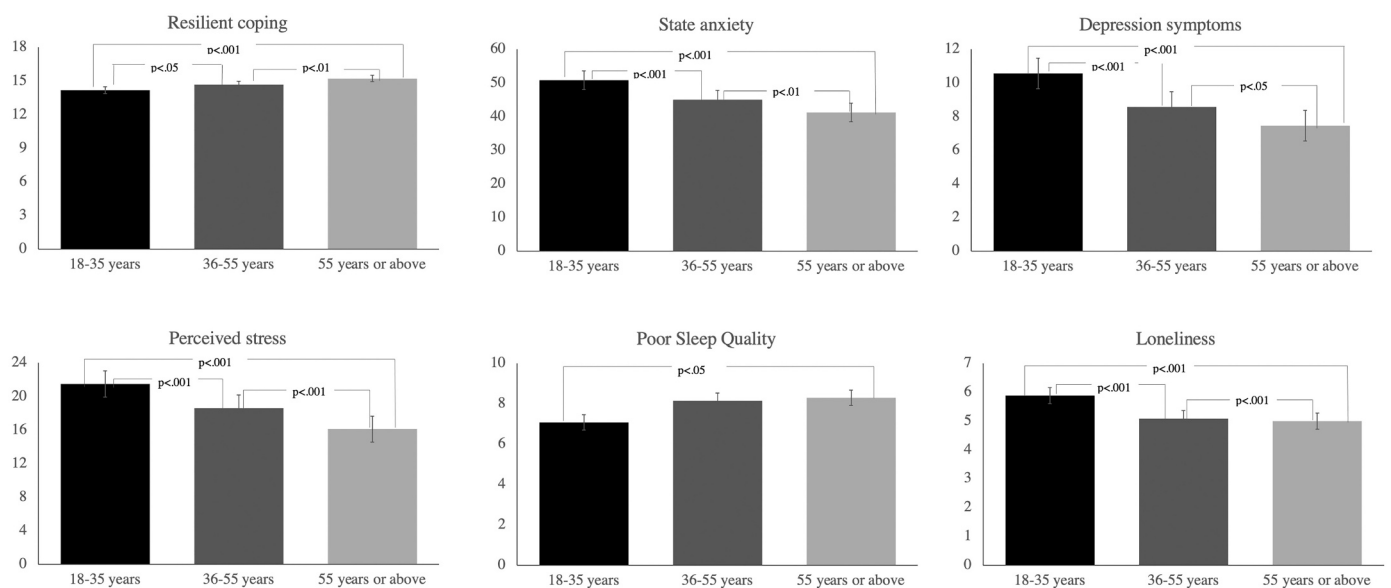 Resilient coping
18
15
12
9
6
3
0
p<.001
p<.05
p<.01
18-35 years
36-55 years
55 years or above
State anxiety
60
50
40
30
20
10
0
p<.001
p<.001
p<.01
18-35 years
36-55 years
55 years or above
Depression symptoms
12
10
8
6
4
2
0
p<.001
p<.001
p<.05
18-35 years
36-55 years
55 years or above
Perceived stress
24
20
16
12
8
4
0
p<.001
p<.001
p<.001
18-35 years
36-55 years
55 years or above
Poor Sleep Quality
10
8
6
4
2
0
p<.05
18-35 years
36-55 years
55 years or above
Loneliness
7
6
5
4
3
2
1
0
p<.001
p<.001
p<.001
18-35 years
36-55 years
55 years or above